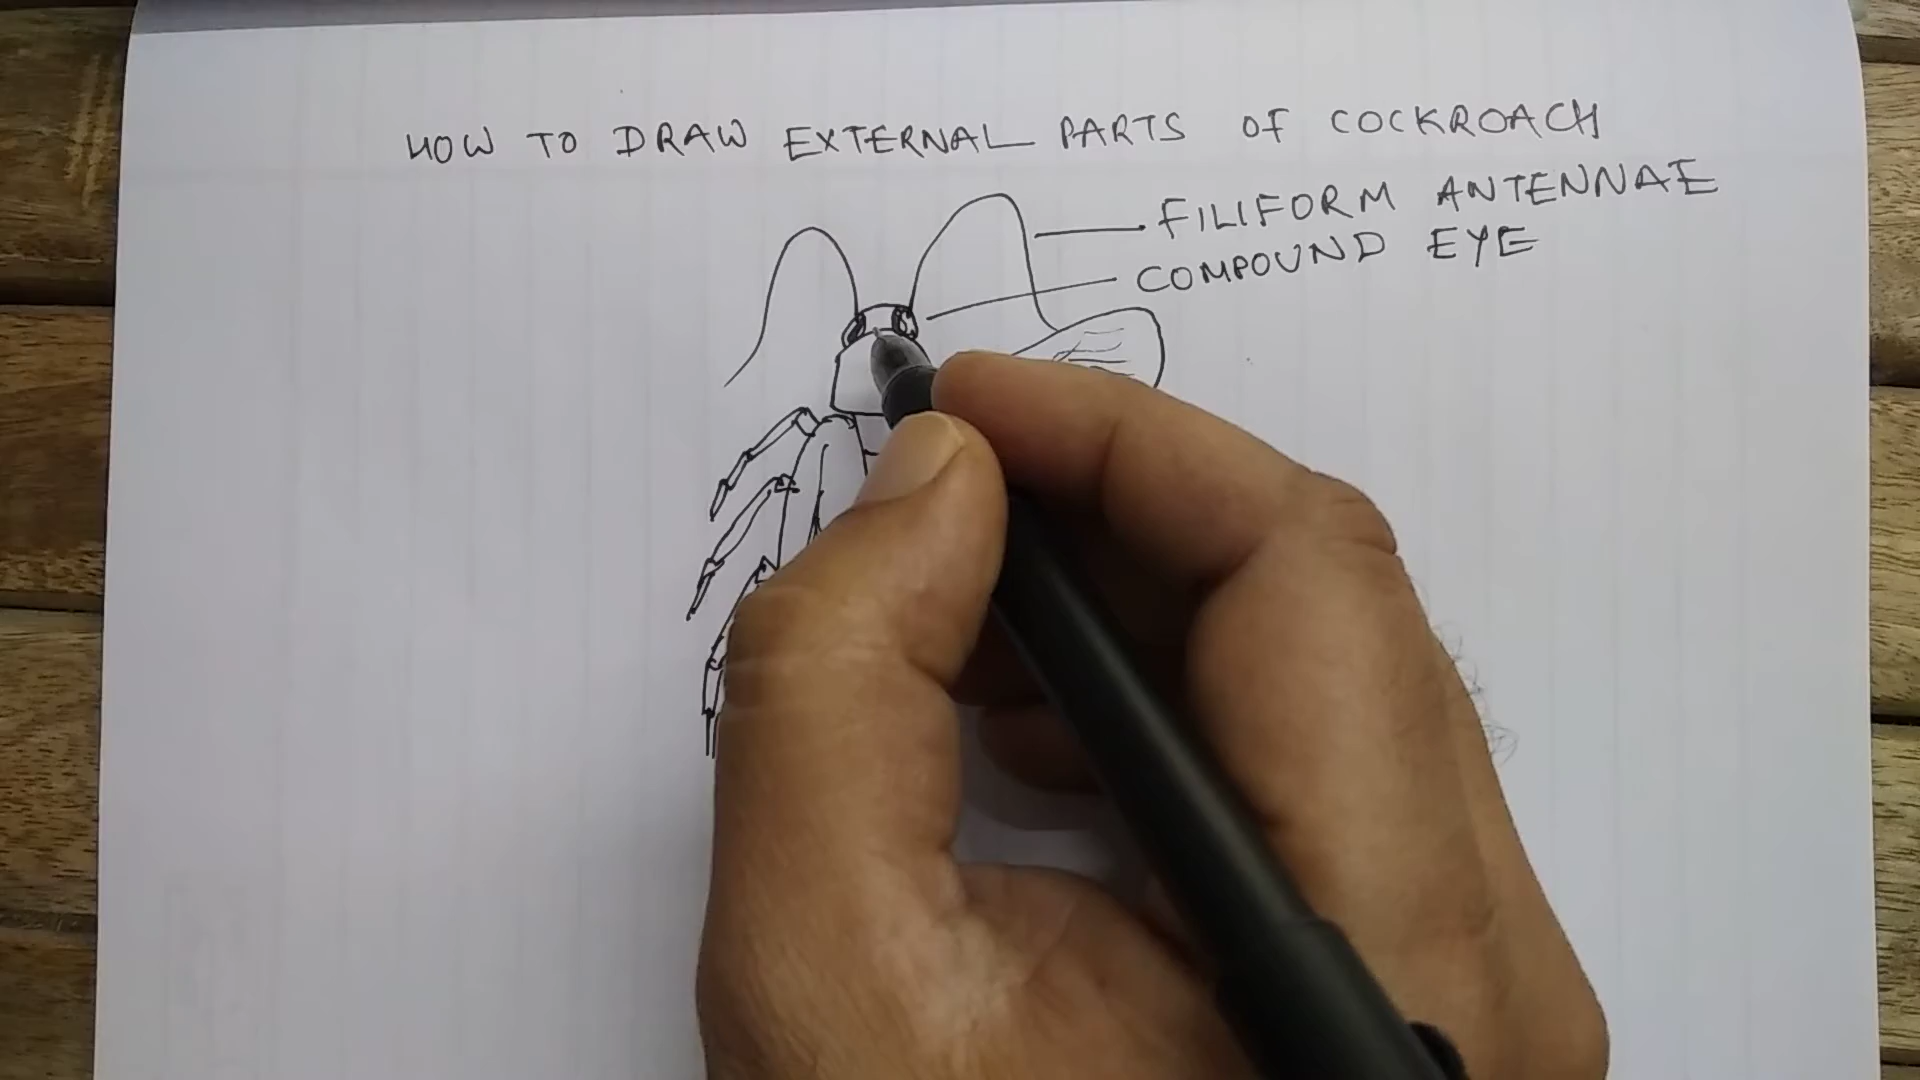 HOW TO DRAW EXTERNAL PARTS OF COCKROACH
FILIFORM ANTENNAE
COMPOUND EYE